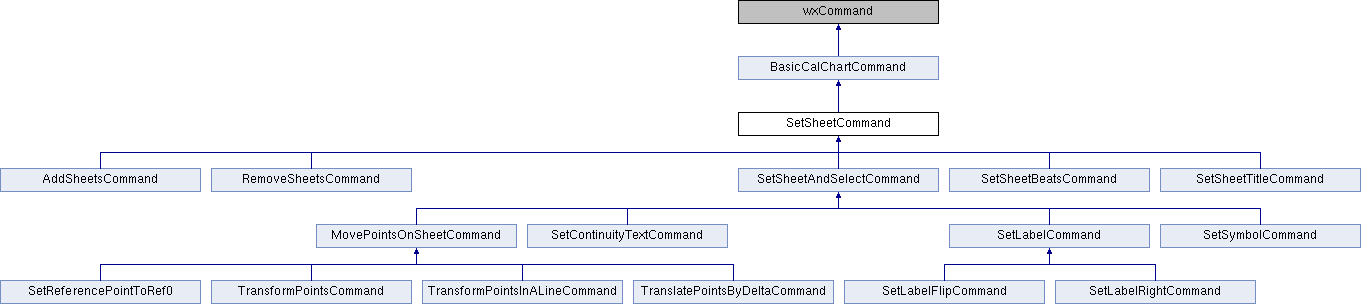 wxCommand
BasicCalChartCommand
SetSheetCommand
AddSheetsCommand RemoveSheetsCommand SetSheetAndSelectCommand SetSheetBeatsCommand SetSheetTitleCommand
MovePointsOnSheetCommand SetContinuityTextCommand SetLabelCommand SetSymbolCommand
SetReferencePointToRef0 TransformPointsCommand TransformPointsInALineCommand TranslatePointsByDeltaCommand SetLabelFlipCommand SetLabelRightCommand